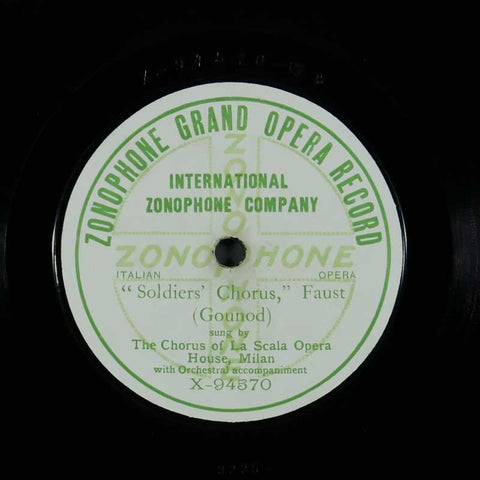 ZONOPHONE GRAND OPERA RECORD
INTERNATIONAL
ZONOPHONE COMPANY
ZONOPHONE
ZONOPHONE
ITALIAN OPERA
"Soldiers' Chorus," Faust
(Gounod)
sung by
The Chorus of La Scala Opera
House, Milan
with Orchestral accompaniment
X-94570